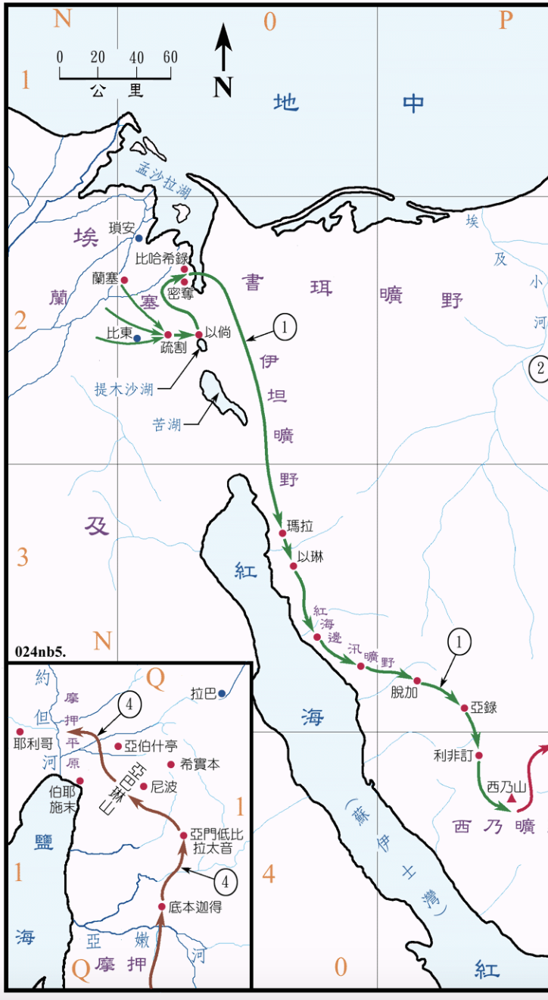 N
0
P
0
20
40
60
公里
N
1
地
中
孟沙拉湖
埃
瑣安
比哈希錄
密奪
蘭塞
蘭
塞
書
珥
曠
野
埃
及
小
河
2
比東
疏割
以倘
1
2
提木沙湖
苦湖
伊
坦
曠
野
及
3
瑪拉
以琳
紅
紅
海
邊
汛
曠
野
1
024nb5.
N
脫加
亞錄
海
利非訂
西乃山
西
乃
曠
(蘇伊士灣)
4
0
紅
約
但
河
Q
摩
押
平
原
4
拉巴
耶利哥
亞伯什亭
希實本
伯耶施末
亞巴琳山
尼波
1
鹽
亞門低比
拉太音
1
4
底本迦得
海
亞
嫩
河
Q
摩
押